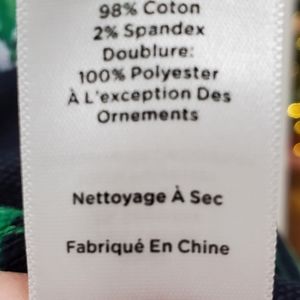 98% Coton
2% Spandex
Doublure:
100% Polyester
À L'exception Des
Ornements
Nettoyage À Sec
Fabriqué En Chine